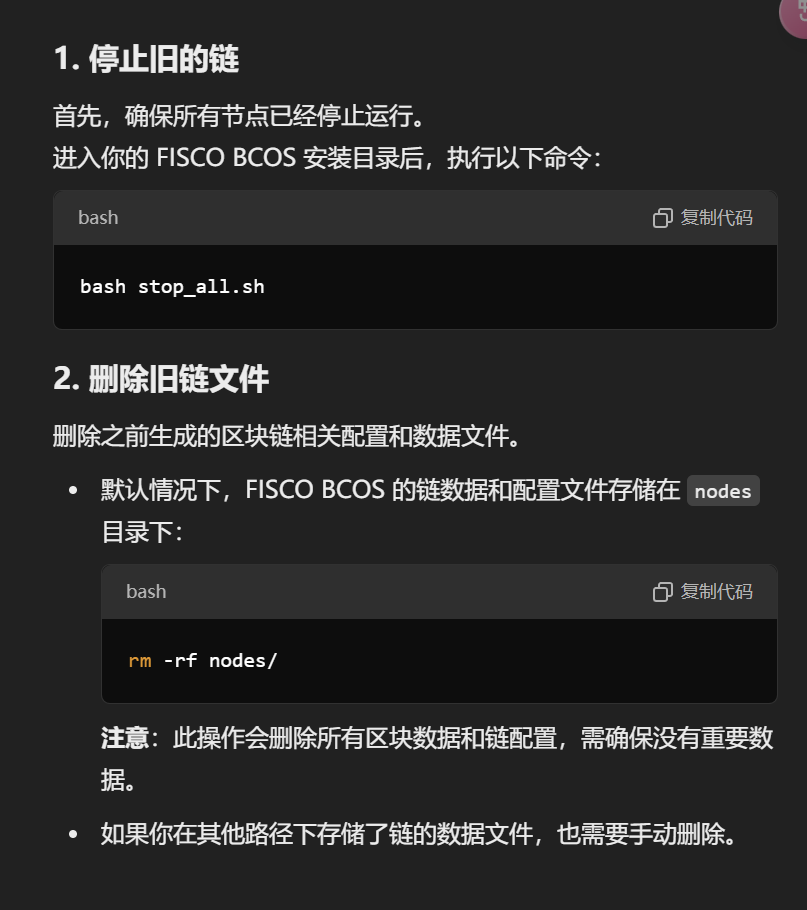 1. 停止旧的链
首先，确保所有节点已经停止运行。
进入你的 FISCO BCOS 安装目录后，执行以下命令：
bash
复制代码
bash stop_all.sh
2. 删除旧链文件
删除之前生成的区块链相关配置和数据文件。
• 默认情况下，FISCO BCOS 的链数据和配置文件存储在 nodes
目录下：
bash
复制代码
rm -rf nodes/
注意：此操作会删除所有区块数据和链配置，需确保没有重要数
据。
• 如果你在其他路径下存储了链的数据文件，也需要手动删除。